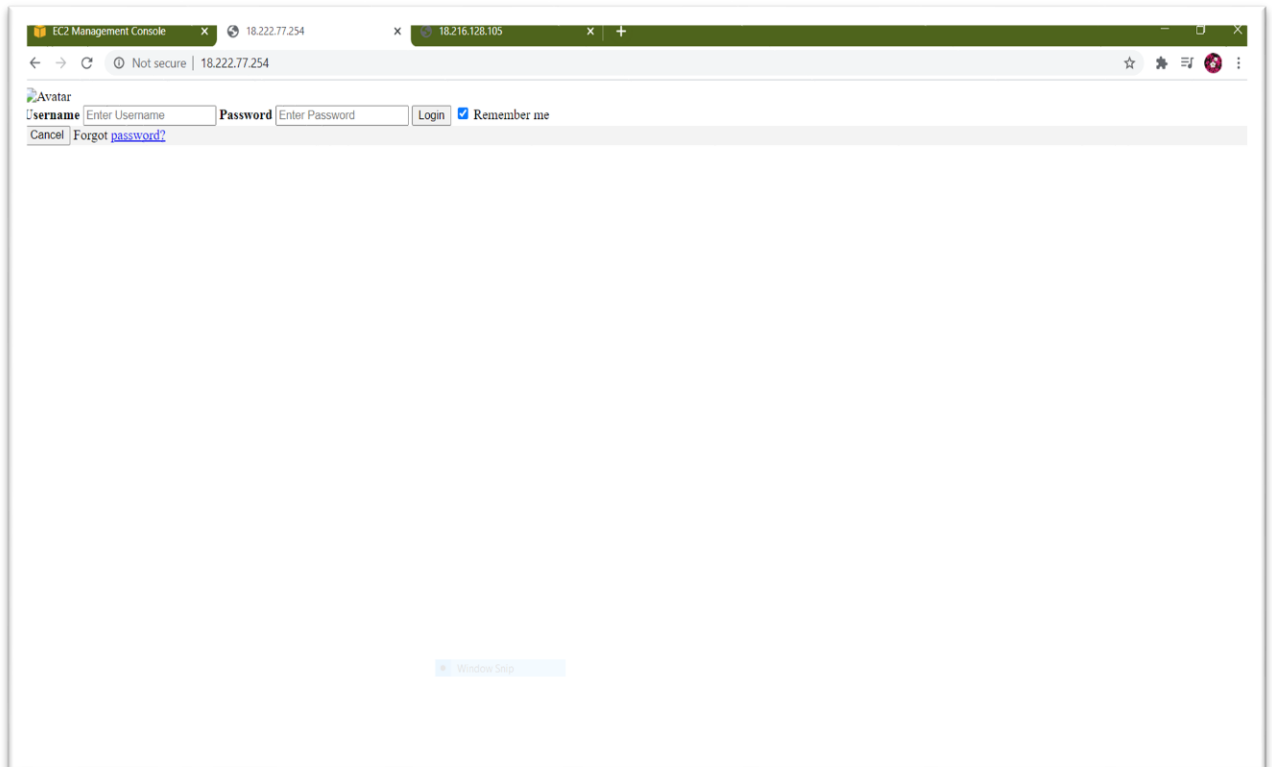 EC2 Management Console 18.222.77.254 18.216.128.105
Not secure 18.222.77.254
Avatar
Username Enter Username Password Enter Password Login Remember me
Cancel Forgot password?
Window Snip